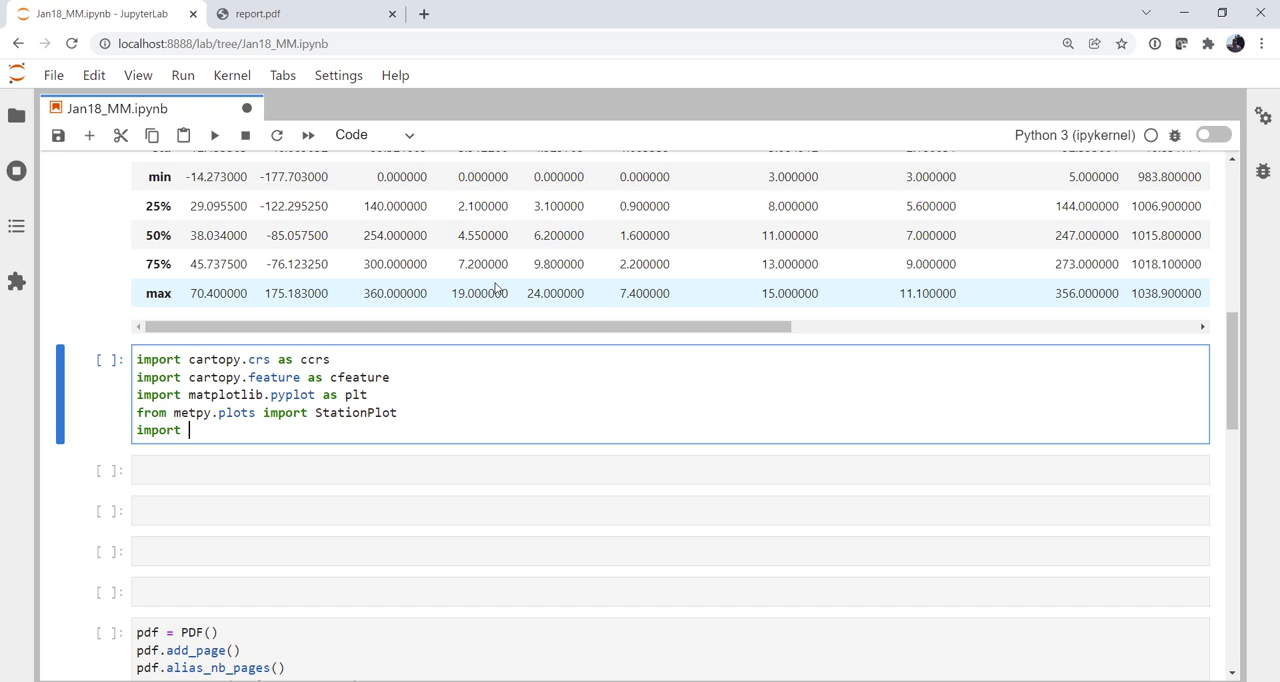 Jan18_MM.ipynb - JupyterLab
report.pdf
localhost:8888/lab/tree/Jan18_MM.ipynb
File Edit View Run Kernel Tabs Settings Help
Jan18_MM.ipynb
Code Python 3 (ipykernel)
min -14.273000 -177.703000 0.000000 0.000000 0.000000 0.000000 3.000000 3.000000 5.000000 983.800000
25% 29.095500 -122.295250 140.000000 2.100000 3.100000 0.900000 8.000000 5.600000 144.000000 1006.900000
50% 38.034000 -85.057500 254.000000 4.550000 6.200000 1.600000 11.000000 7.000000 247.000000 1015.800000
75% 45.737500 -76.123250 300.000000 7.200000 9.800000 2.200000 13.000000 9.000000 273.000000 1018.100000
max 70.400000 175.183000 360.000000 19.000000 24.000000 7.400000 15.000000 11.100000 356.000000 1038.900000
[ ]: import cartopy.crs as ccrs
import cartopy.feature as cfeature
import matplotlib.pyplot as plt
from metpy.plots import StationPlot
import
[ ]:
[ ]:
[ ]:
[ ]:
[ ]: pdf = PDF()
pdf.add_page()
pdf.alias_nb_pages()